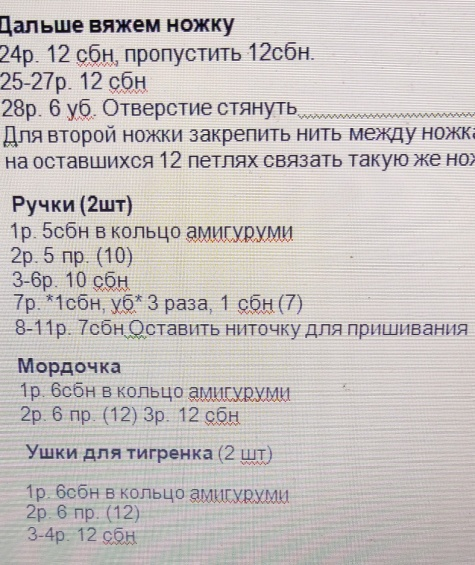 Дальше вяжем ножку
24р. 12 сбн, пропустить 12сбн.
25-27р. 12 сбн
28р. 6 уб. Отверстие стянуть
Для второй ножки закрепить нить между
на оставшихся 12 петлях связать такую же
Ручки (2шт)
1р. 5сбн в кольцо амигуруми
2р. 5 пр. (10)
3-6р. 10 сбн
7р. *1сбн, уб* 3 раза, 1 сбн (7)
8-11р. 7сбн Оставить ниточку для пришивания
Мордочка
1р. 6сбн в кольцо амигуруми
2р. 6 пр. (12) 3р. 12 сбн
Ушки для тигренка (2 шт)
1р. 6сбн в кольцо амигуруми
2р. 6 пр. (12)
3-4р. 12 сбн